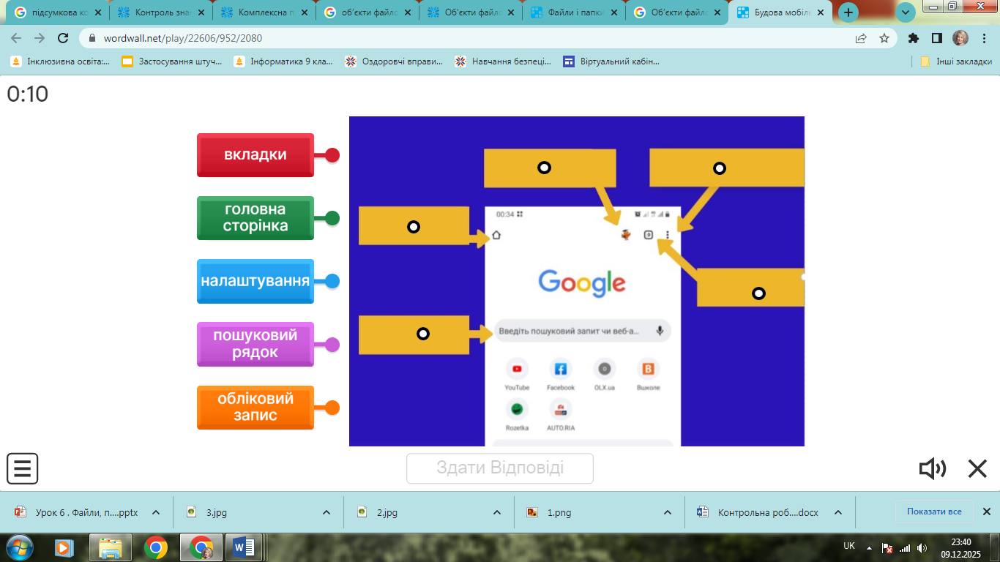 підсумкова ко
Контроль зна
Комплексна п
об'єкти файло
Об'єкти файло
Файли і папки
Об'єкти файло
Будова мобіль
wordwall.net/play/22606/952/2080
Інклюзивна освіта:...
Застосування штуч...
Інформатика 9 кла...
Оздоровчі вправи...
Навчання безпеці...
Віртуальний кабін...
Інші закладки
0:10
вкладки
головна
сторінка
налаштування
пошуковий
рядок
обліковий
запис
00:34
Google
Введіть пошуковий запит чи веб-а...
YouTube
Facebook
OLX.ua
Вшколе
Rozetka
AUTO.RIA
Здати Відповіді
Урок 6 . Файли, п....pptx
3.jpg
2.jpg
1.png
Контрольна роб....docx
Показати все
UK
23:40
09.12.2025